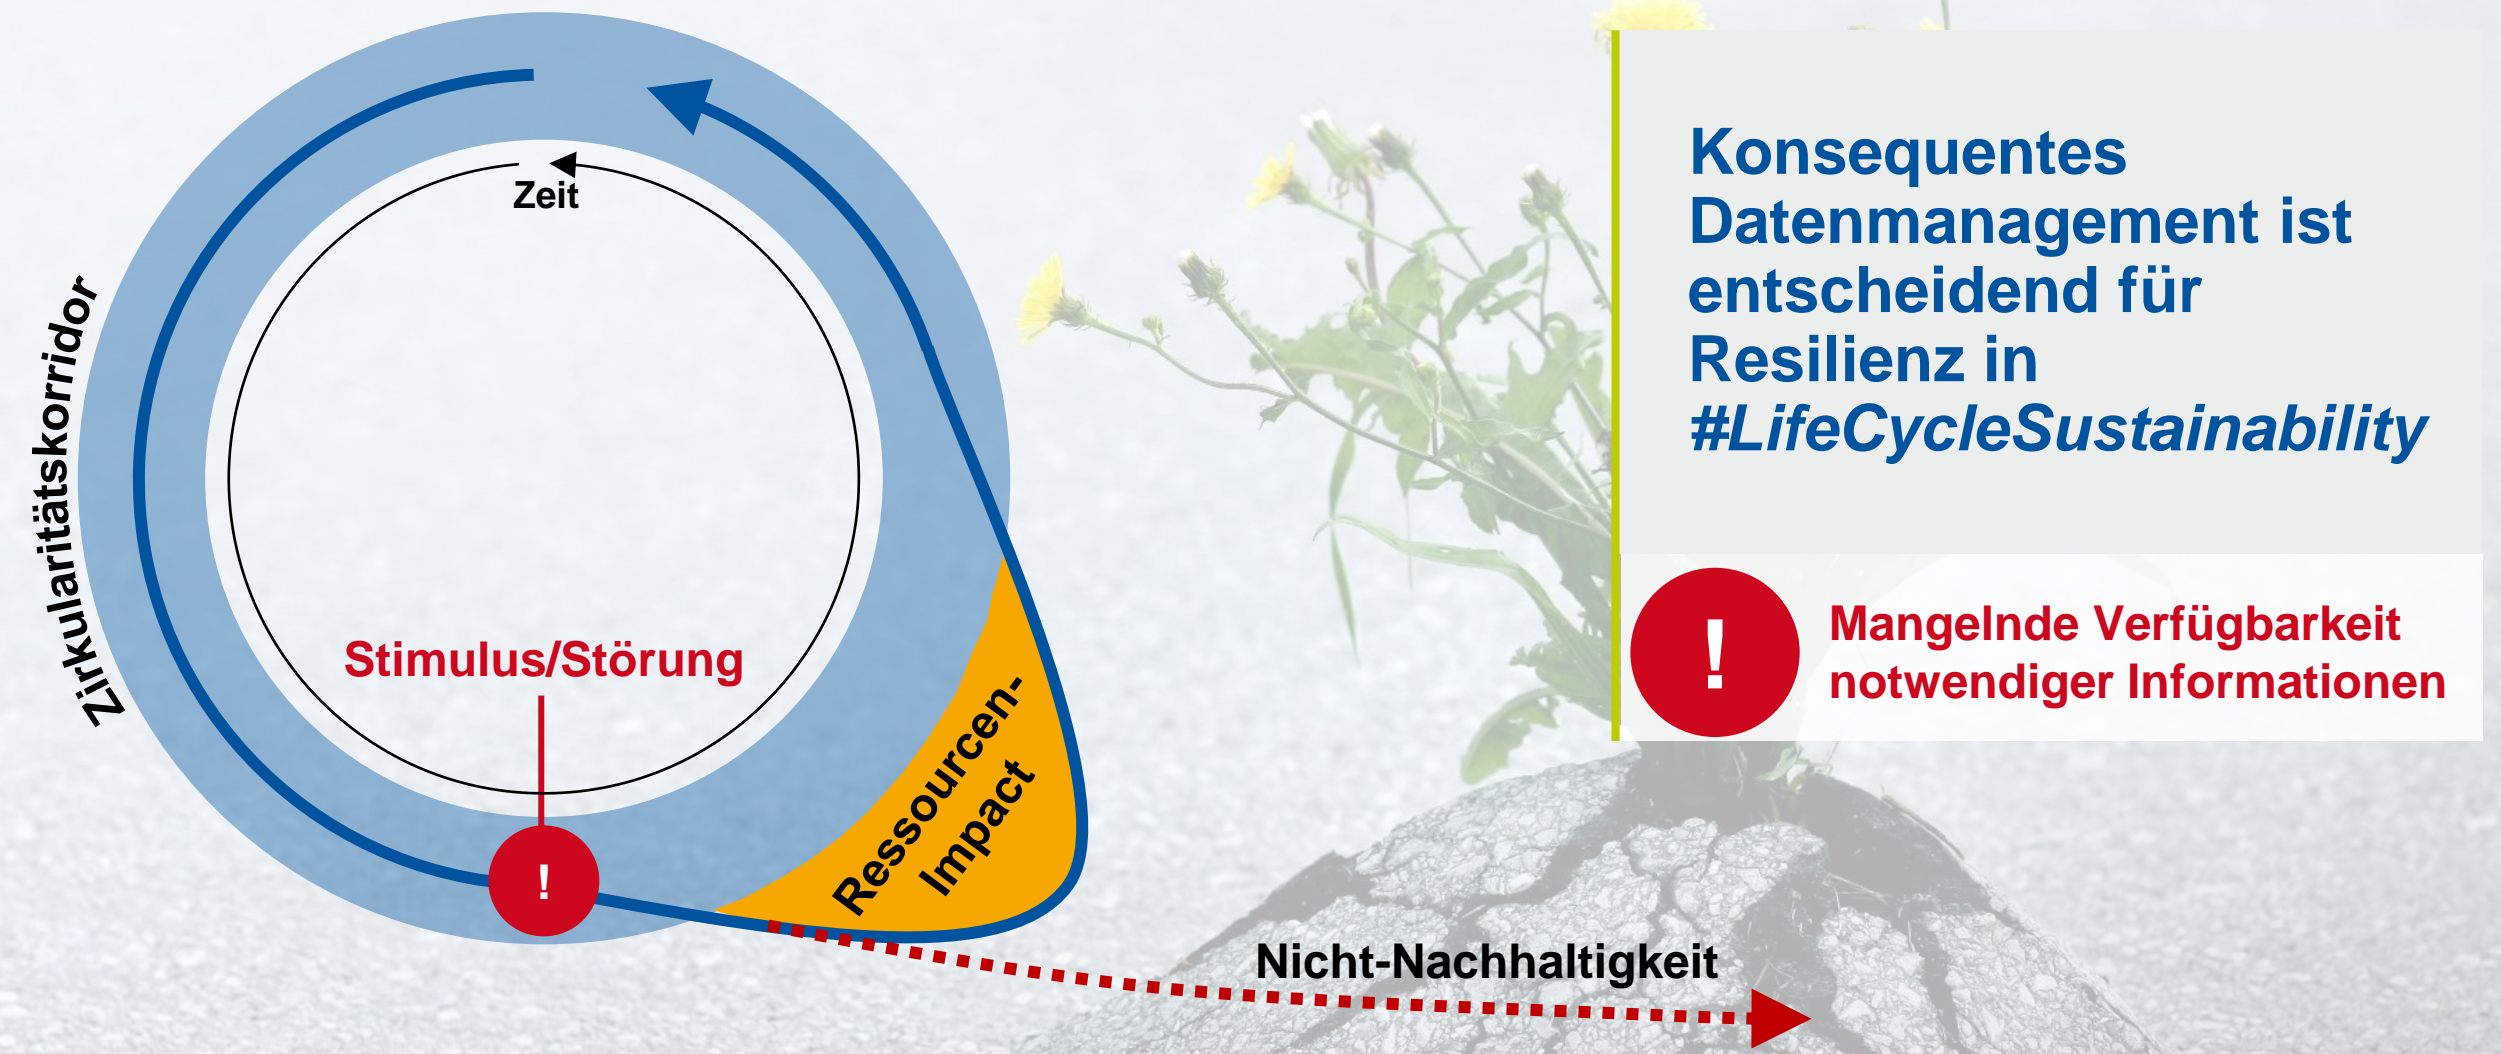 Zeit
Zirkularitätskorridor
Stimulus/Störung
!
Ressourcen-
Impact
Nicht-Nachhaltigkeit
Konsequentes
Datenmanagement ist
entscheidend für
Resilienz in
#LifeCycleSustainability
!
Mangelnde Verfügbarkeit
notwendiger Informationen